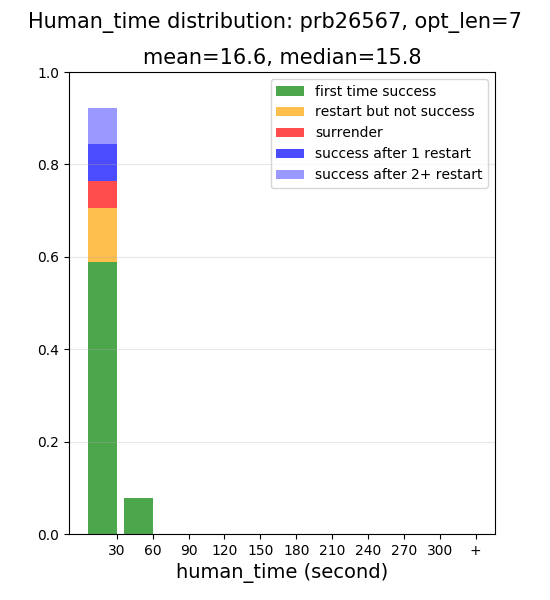 Human_time distribution: prb26567, opt_len=7
mean=16.6, median=15.8
1.0
0.8
0.6
0.4
0.2
0.0
first time success
restart but not success
surrender
success after 1 restart
success after 2+ restart
30 60 90 120 150 180 210 240 270 300 +
human_time (second)